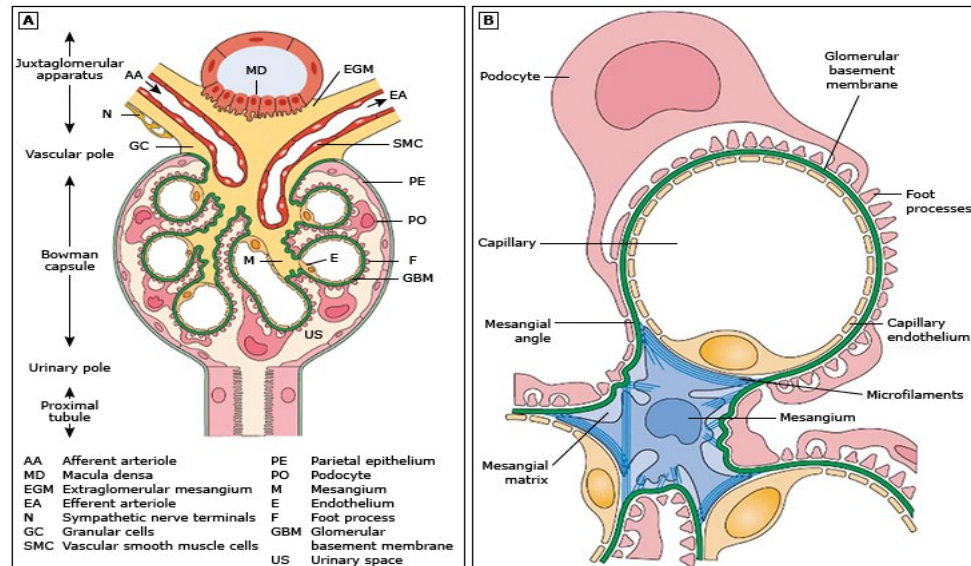 A
Juxtaglomerular
apparatus
AA
MD
EGM
EA
N
GC
SMC
Vascular pole
PE
PO
Bowman
capsule
M
E
F
GBM
US
Urinary pole
Proximal
tubule
AA Afferent arteriole
MD Macula densa
EGM Extraglomerular mesangium
EA Efferent arteriole
N Sympathetic nerve terminals
GC Granular cells
SMC Vascular smooth muscle cells
PE Parietal epithelium
PO Podocyte
M Mesangium
E Endothelium
F Foot process
GBM Glomerular
basement membrane
US Urinary space
B
Podocyte
Glomerular
basement
membrane
Foot
processes
Capillary
Mesangial
angle
Capillary
endothelium
Microfilaments
Mesangium
Mesangial
matrix